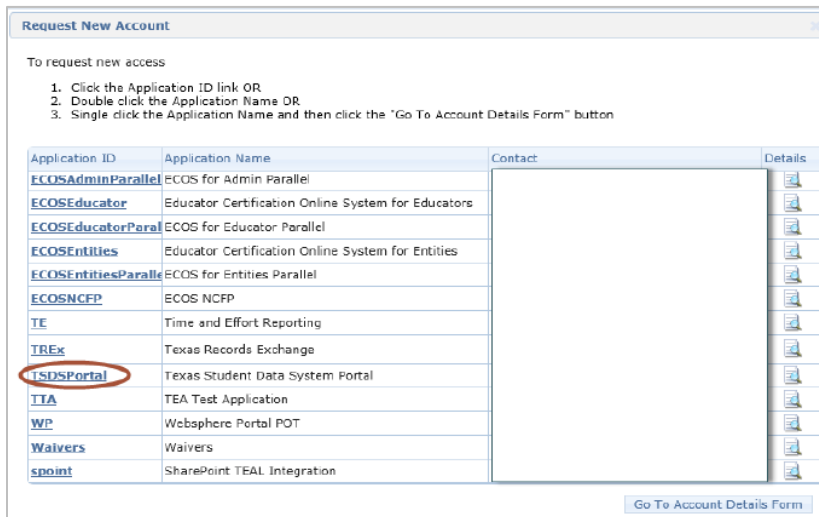 Request New Account
To request new access
1. Click the Application ID link OR
2. Double click the Application Name OR
3. Single click the Application Name and then click the "Go To Account Details Form" button
Application ID Application Name Contact Details
ECOSAdminParallel ECOS for Admin Parallel
ECOSEducator Educator Certification Online System for Educators
ECOSEducatorParal ECOS for Educator Parallel
ECOSEntities Educator Certification Online System for Entities
ECOSEntitiesParalle ECOS for Entities Parallel
ECOSNCFP ECOS NCFP
TE Time and Effort Reporting
TREx Texas Records Exchange
TSDSPortal Texas Student Data System Portal
TTA TEA Test Application
WP Websphere Portal POT
Waivers Waivers
spoint SharePoint TEAL Integration
Go To Account Details Form